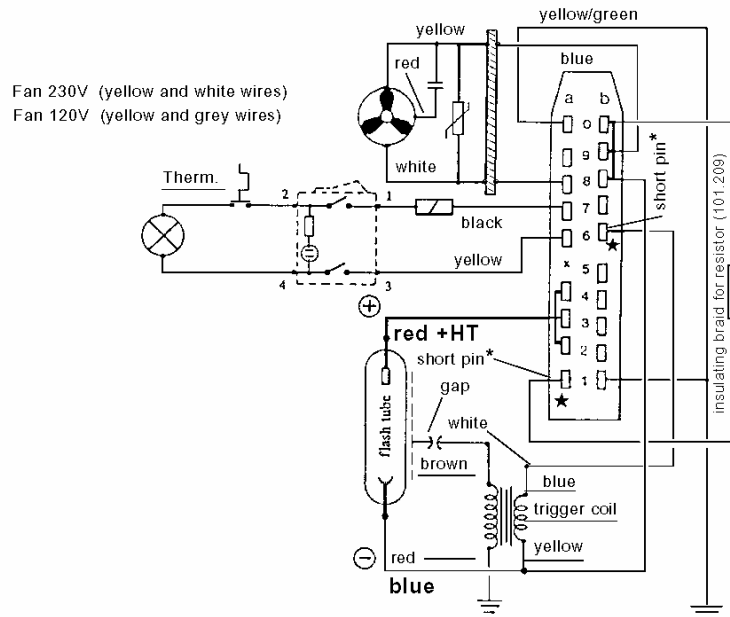 yellow/green
yellow
blue
red
a b
Fan 230V (yellow and white wires)
Fan 120V (yellow and grey wires)
0
9
short pin*
white
8
Therm.
2 1
7
black
6
★
yellow
4 3
x 5
+
4
red +HT
3
short pin*
2
gap
1
★
insulating braid for resistor (101.209)
flash tube
white
brown
blue
trigger coil
yellow
− red
blue